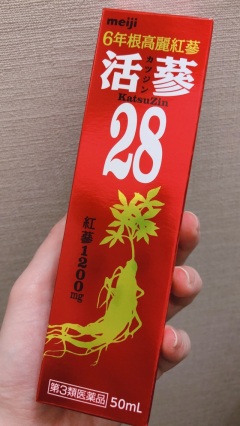 meiji
6年根高麗紅蔘
活蔘
カツジン
KatsuZin
28
紅蔘1200mg
第3類医薬品
50mL